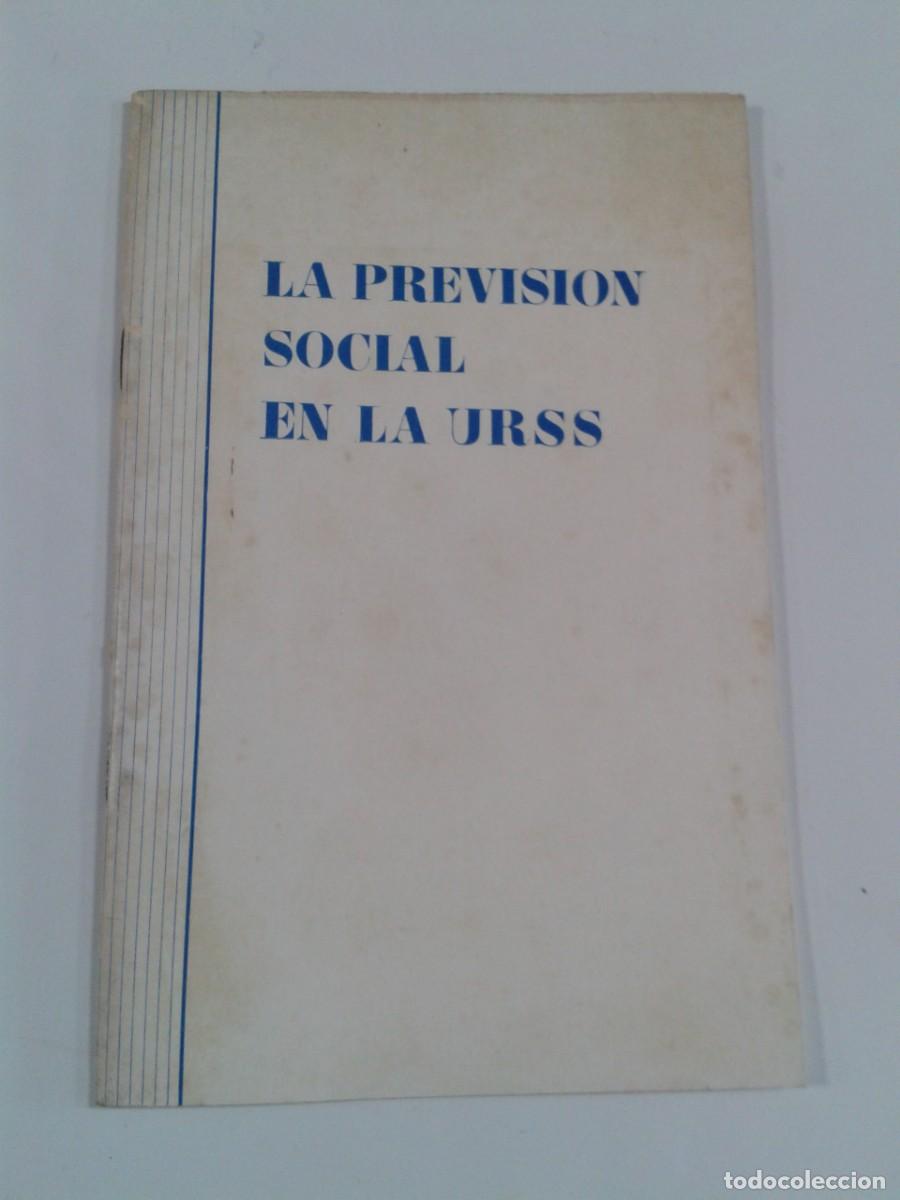 LA PREVISION
SOCIAL
EN LA URSS
todocoleccion